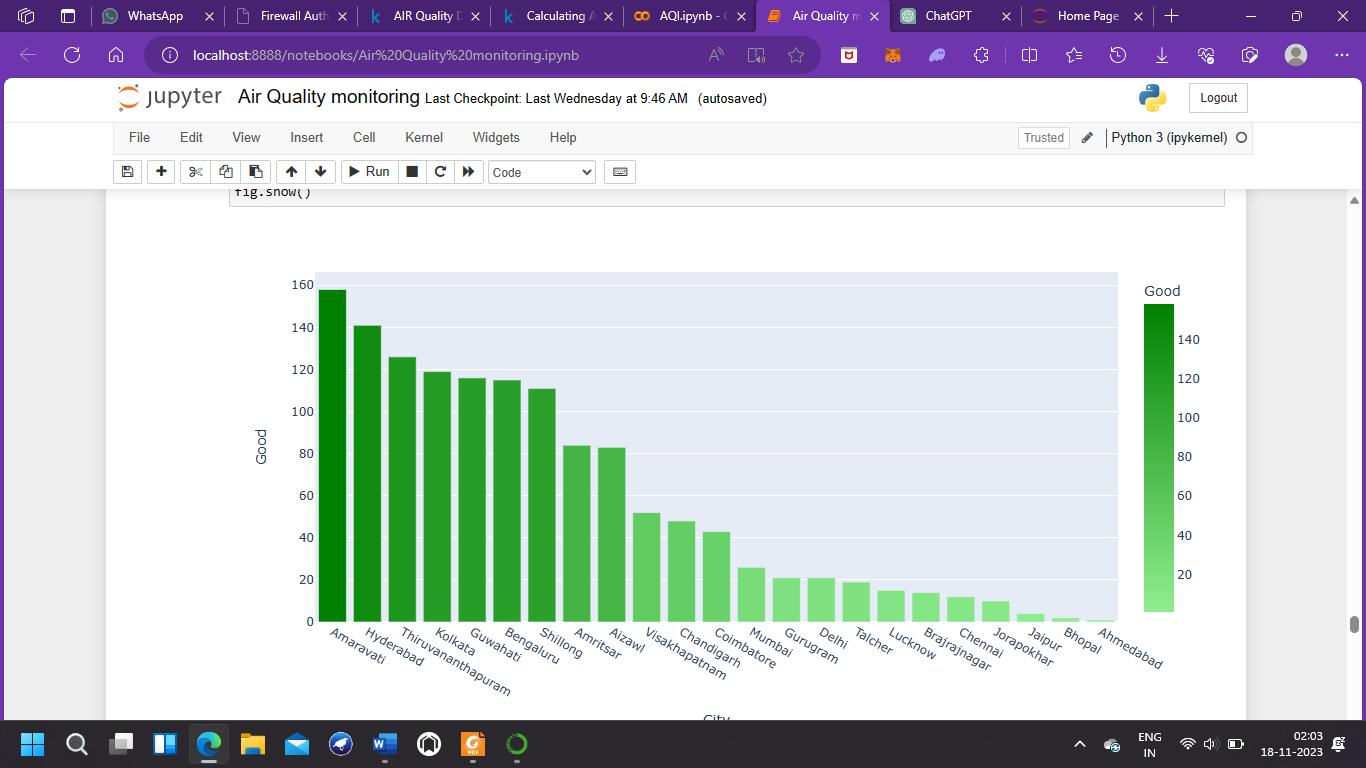 WhatsApp
Firewall Auth
AIR Quality D
Calculating A
AQI.ipynb - C
Air Quality m
ChatGPT
Home Page -
localhost:8888/notebooks/Air%20Quality%20monitoring.ipynb
jupyter Air Quality monitoring Last Checkpoint: Last Wednesday at 9:46 AM (autosaved)
Logout
File Edit View Insert Cell Kernel Widgets Help
Trusted
Python 3 (ipykernel)
Run
Code
fig.show()
Good
160
140
120
100
80
60
40
20
0
Good
140
120
100
80
60
40
20
Amaravati
Hyderabad
Thiruvananthapuram
Kolkata
Guwahati
Bengaluru
Shillong
Amritsar
Aizawl
Visakhapatnam
Chandigarh
Coimbatore
Mumbai
Gurugram
Delhi
Talcher
Lucknow
Brajrajnagar
Chennai
Jorapokhar
Jaipur
Bhopal
Ahmedabad
City
ENG
IN
02:03
18-11-2023